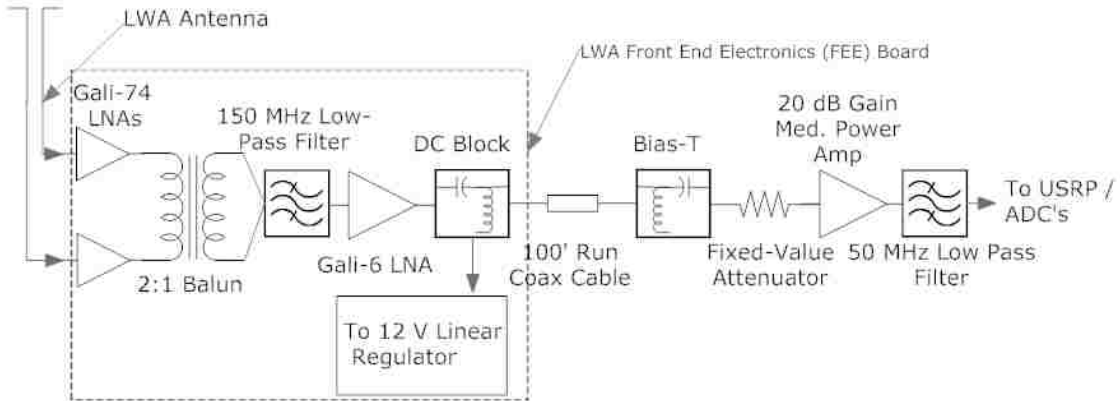 LWA Antenna
LWA Front End Electronics (FEE) Board
Gali-74
LNAs
150 MHz Low-
Pass Filter
DC Block
Bias-T
20 dB Gain
Med. Power
Amp
To USRP /
ADC's
2:1 Balun
Gali-6 LNA
100' Run
Coax Cable
Fixed-Value
Attenuator
50 MHz Low Pass
Filter
To 12 V Linear
Regulator